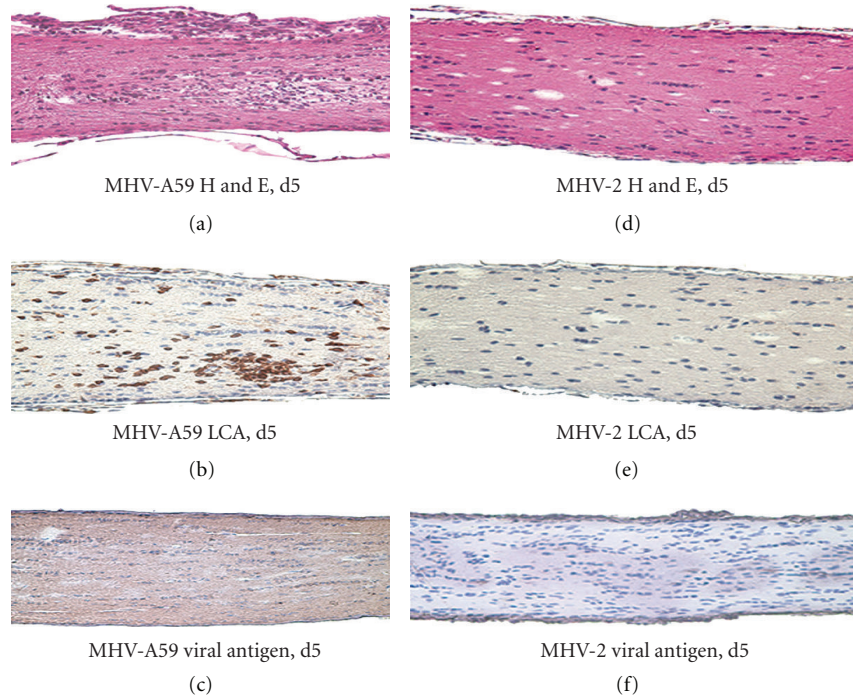 MHV-A59 H and E, d5
(a)
MHV-2 H and E, d5
(d)
MHV-A59 LCA, d5
(b)
MHV-2 LCA, d5
(e)
MHV-A59 viral antigen, d5
(c)
MHV-2 viral antigen, d5
(f)